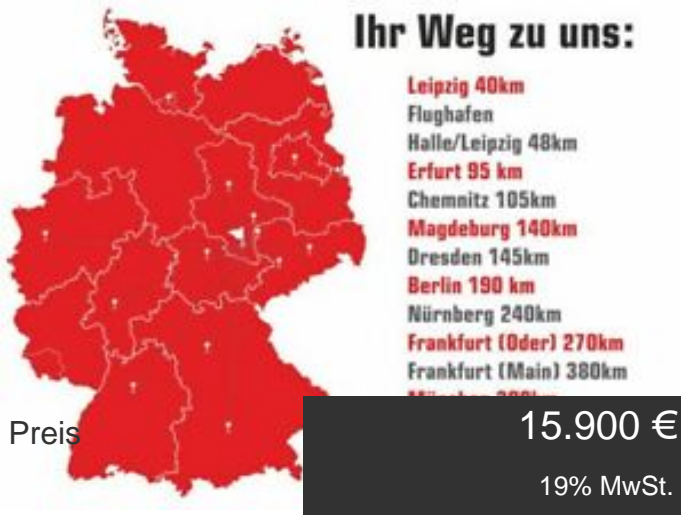 Ihr Weg zu uns:
Leipzig 40km
Flughafen
Halle/Leipzig 48km
Erfurt 95 km
Chemnitz 105km
Magdeburg 140km
Dresden 145km
Berlin 190 km
Nürnberg 240km
Frankfurt (Oder) 270km
Frankfurt (Main) 380km
Preis
15.900 €
19% MwSt.